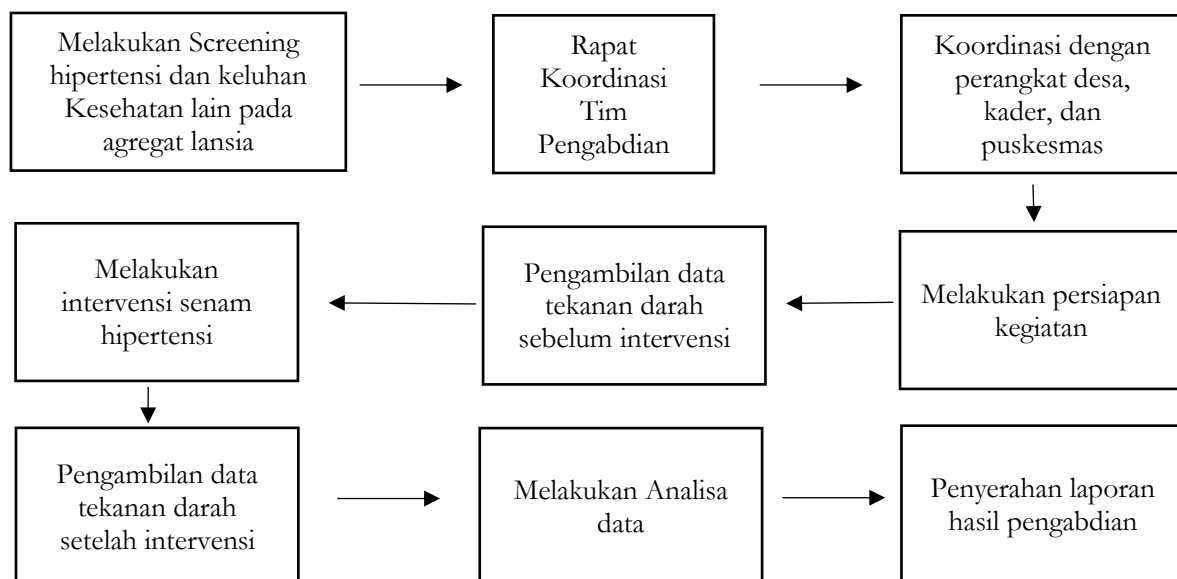 Melakukan Screening
hipertensi dan keluhan
Kesehatan lain pada
agregat lansia
Rapat
Koordinasi
Tim
Pengabdian
Koordinasi dengan
perangkat desa,
kader, dan
puskesmas
Melakukan persiapan
kegiatan
Pengambilan data
tekanan darah
sebelum intervensi
Melakukan
intervensi senam
hipertensi
Pengambilan data
tekanan darah
setelah intervensi
Melakukan Analisa
data
Penyerahan laporan
hasil pengabdian